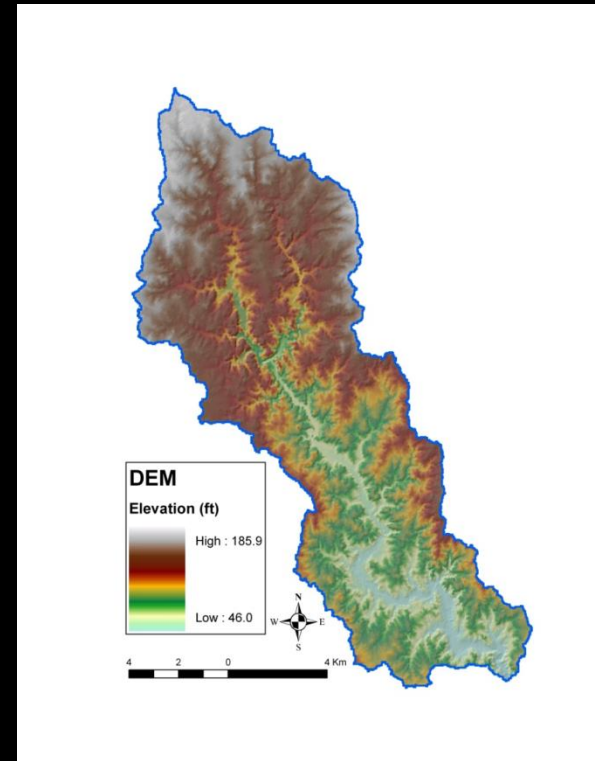 DEM
Elevation (ft)
High : 185.9
Low : 46.0
N
W E
S
4 2 0 4 Km